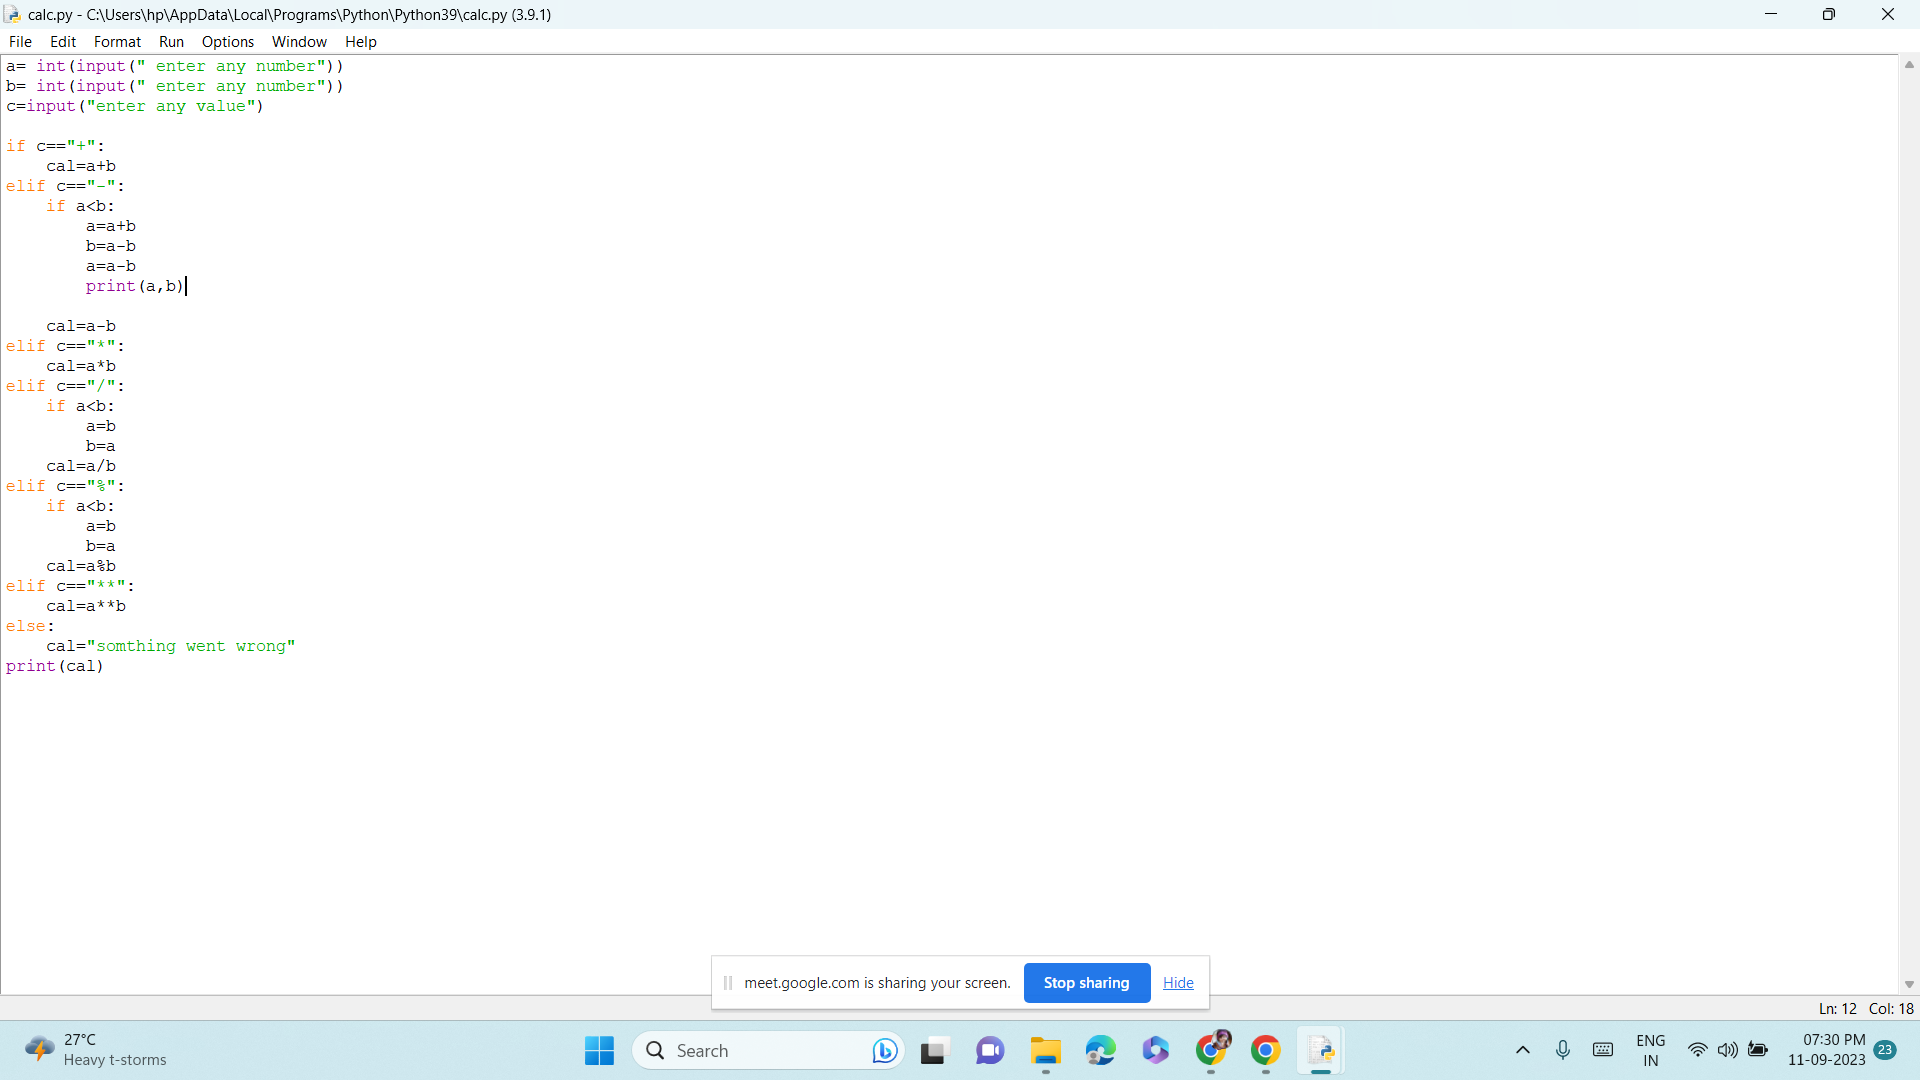 calc.py - C:\Users\hp\AppData\Local\Programs\Python\Python39\calc.py (3.9.1)
File Edit Format Run Options Window Help
a= int(input(" enter any number"))
b= int(input(" enter any number"))
c=input("enter any value")
if c=="+":
    cal=a+b
elif c=="-":
    if a<b:
        a=a+b
        b=a-b
        a=a-b
        print(a,b)
    cal=a-b
elif c=="*":
    cal=a*b
elif c=="/":
    if a<b:
        a=b
        b=a
    cal=a/b
elif c=="%":
    if a<b:
        a=b
        b=a
    cal=a%b
elif c=="**":
    cal=a**b
else:
    cal="somthing went wrong"
print(cal)
meet.google.com is sharing your screen. Stop sharing Hide
Ln: 12 Col: 18
27°C
Heavy t-storms
Search
ENG
IN
07:30 PM
11-09-2023
23